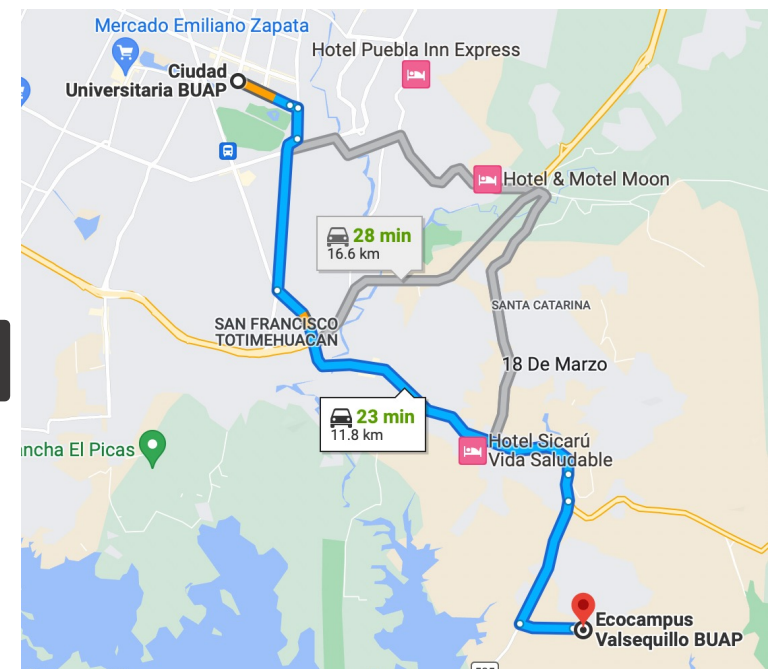 Mercado Emiliano Zapata
Hotel Puebla Inn Express
Ciudad
Universitaria BUAP
Hotel & Motel Moon
28 min
16.6 km
SANTA CATARINA
SAN FRANCISCO
TOTIMEHUACAN
18 De Marzo
23 min
11.8 km
ncha El Picas
Hotel Sicarú
Vida Saludable
Ecocampus
Valsequillo BUAP